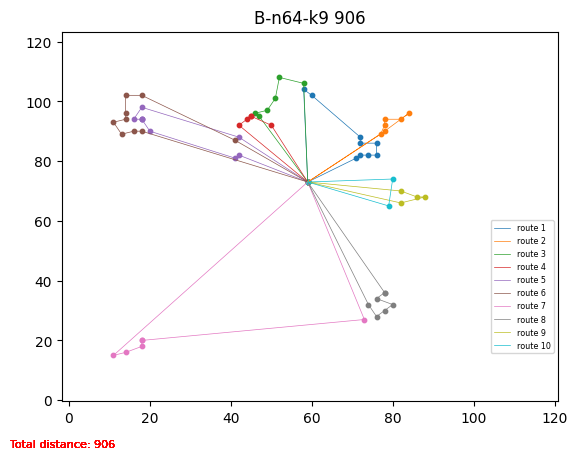 B-n64-k9 906
120
100
80
60
40
20
0
0 20 40 60 80 100 120
route 1
route 2
route 3
route 4
route 5
route 6
route 7
route 8
route 9
route 10
Total distance: 906